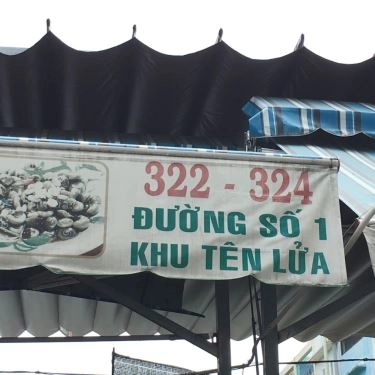 322 - 324
ĐƯỜNG SỐ 1
KHU TÊN LỬA